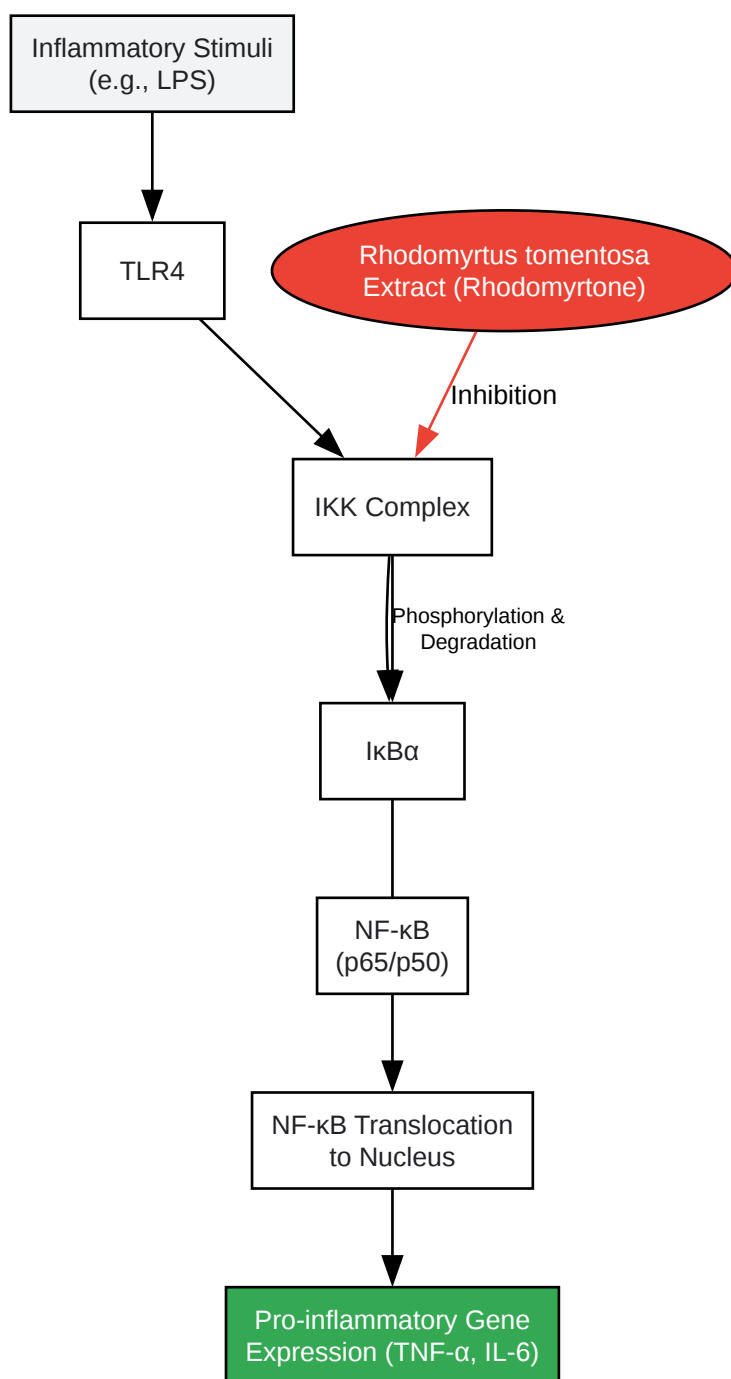 Inflammatory Stimuli
(e.g., LPS)
TLR4
Rhodomyrtus tomentosa
Extract (Rhodomyrtone)
Inhibition
IKK Complex
Phosphorylation &
Degradation
IκBα
NF-κB
(p65/p50)
NF-κB Translocation
to Nucleus
Pro-inflammatory Gene
Expression (TNF-α, IL-6)